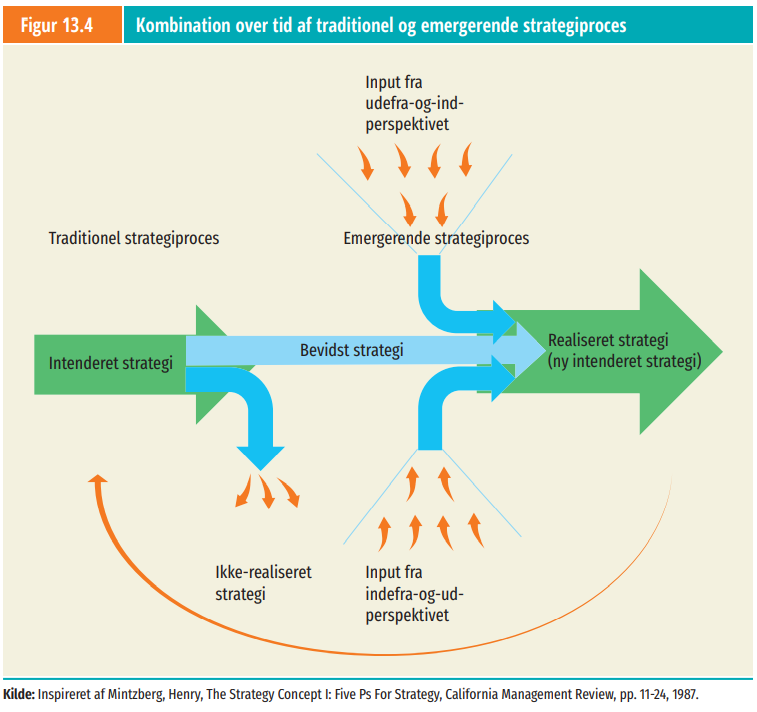 Figur 13.4
Kombination over tid af traditionel og emergerende strategiproces
Input fra
udefra-og-ind-
perspektivet
Traditionel strategiproces
Emergerende strategiproces
Intenderet strategi
Bevidst strategi
Realiseret strategi
(ny intenderet strategi)
Ikke-realiseret
strategi
Input fra
indefra-og-ud-
perspektivet
Kilde: Inspireret af Mintzberg, Henry, The Strategy Concept I: Five Ps For Strategy, California Management Review, pp. 11-24, 1987.